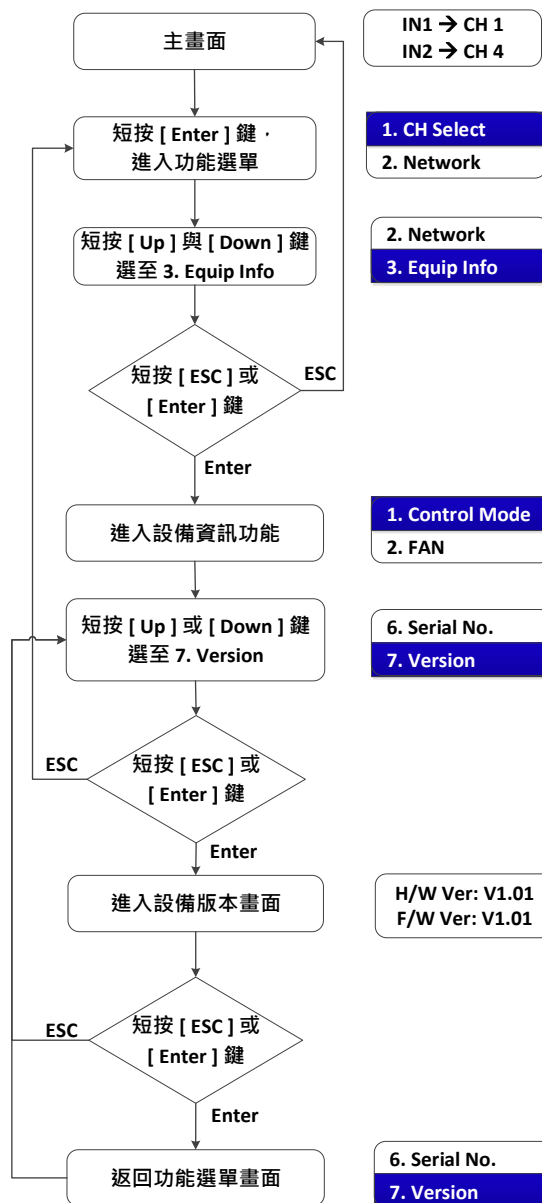 主畫面
IN1 → CH 1
IN2 → CH 4
短按 [ Enter ] 鍵，
進入功能選單
1. CH Select
2. Network
短按 [ Up ] 與 [ Down ] 鍵
選至 3. Equip Info
2. Network
3. Equip Info
短按 [ ESC ] 或
[ Enter ] 鍵
ESC
Enter
進入設備資訊功能
1. Control Mode
2. FAN
短按 [ Up ] 或 [ Down ] 鍵
選至 7. Version
6. Serial No.
7. Version
ESC
短按 [ ESC ] 或
[ Enter ] 鍵
Enter
進入設備版本畫面
H/W Ver: V1.01
F/W Ver: V1.01
ESC
短按 [ ESC ] 或
[ Enter ] 鍵
Enter
返回功能選單畫面
6. Serial No.
7. Version